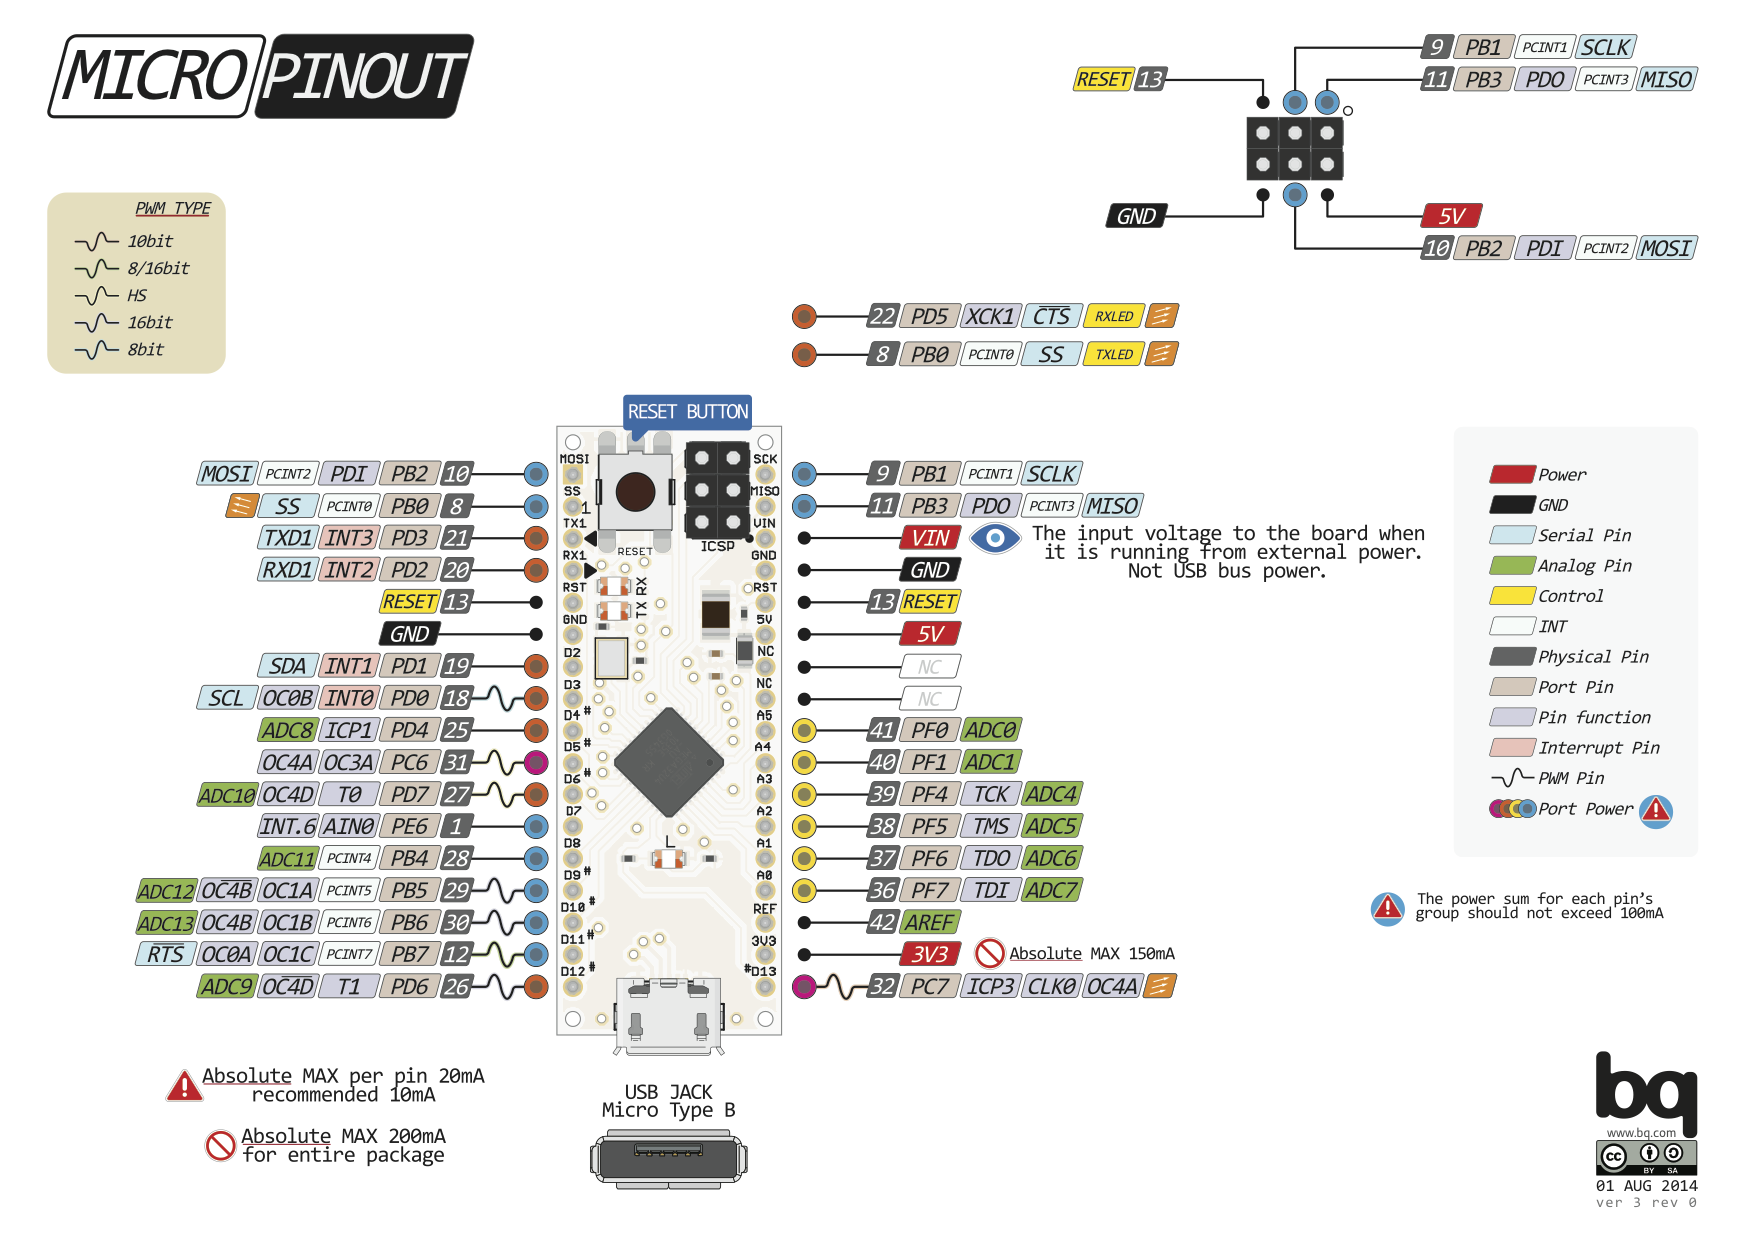 MICRO PINOUT
9 PB1 PCINT1 SCLK
RESET 13
11 PB3 PDO PCINT3 MISO
GND
5V
10 PB2 PDI PCINT2 MOSI
PWM TYPE
10bit
8/16bit
HS
16bit
8bit
22 PD5 XCK1 CTS RXLED
8 PB0 PCINT0 SS TXLED
RESET BUTTON
MOSI PCINT2 PDI PB2 10
SS PCINT0 PB0 8
TXD1 INT3 PD3 21
RXD1 INT2 PD2 20
RESET 13
GND
SDA INT1 PD1 19
SCL OC0B INT0 PD0 18
ADC8 ICP1 PD4 25
OC4A OC3A PC6 31
ADC10 OC4D T0 PD7 27
INT.6 AIN0 PE6 1
ADC11 PCINT4 PB4 28
ADC12 OC4B OC1A PCINT5 PB5 29
ADC13 OC4B OC1B PCINT6 PB6 30
RTS OC0A OC1C PCINT7 PB7 12
ADC9 OC4D T1 PD6 26
MOSI
SS
1
TX1
RX1
RST
GND
D2
D3
D4 #
D5 #
D6 #
D7
D8
D9 #
D10 #
D11 #
D12 #
RESET
ICSP
TX RX
L
SCK
MISO
VIN
GND
RST
5V
NC
NC
A5
A4
A3
A2
A1
A0
REF
3V3
#D13
9 PB1 PCINT1 SCLK
11 PB3 PDO PCINT3 MISO
VIN
The input voltage to the board when
it is running from external power.
Not USB bus power.
GND
13 RESET
5V
NC
NC
41 PF0 ADC0
40 PF1 ADC1
39 PF4 TCK ADC4
38 PF5 TMS ADC5
37 PF6 TDO ADC6
36 PF7 TDI ADC7
42 AREF
3V3
Absolute MAX 150mA
32 PC7 ICP3 CLK0 OC4A
Power
GND
Serial Pin
Analog Pin
Control
INT
Physical Pin
Port Pin
Pin function
Interrupt Pin
PWM Pin
Port Power
The power sum for each pin's
group should not exceed 100mA
Absolute MAX per pin 20mA
recommended 10mA
Absolute MAX 200mA
for entire package
USB JACK
Micro Type B
bq
www.bq.com
cc BY SA
01 AUG 2014
ver 3 rev 0